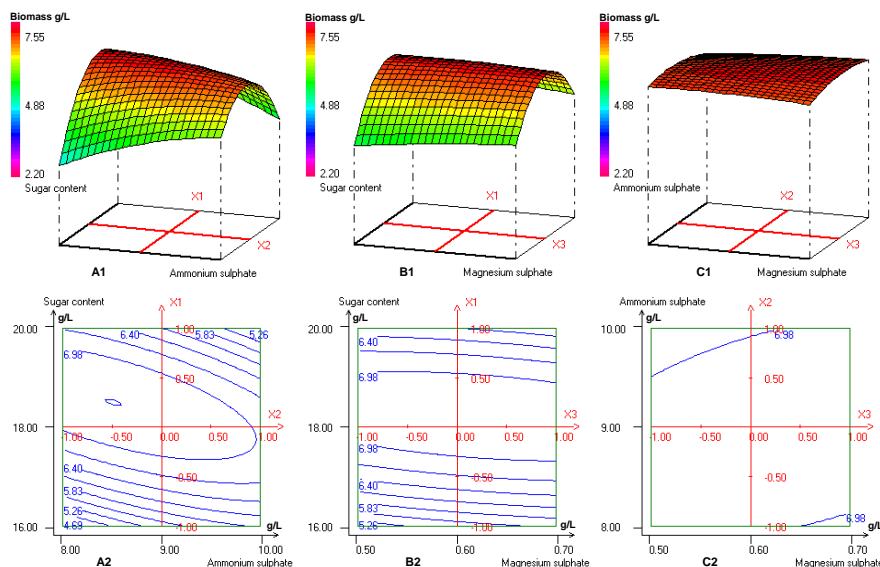 Biomass g/L
7.55
4.88
2.20
Sugar content
X1
X2
A1
Ammonium sulphate
Biomass g/L
7.55
4.88
2.20
Sugar content
X1
X3
B1
Magnesium sulphate
Biomass g/L
7.55
4.88
2.20
Ammonium sulphate
X2
X3
C1
Magnesium sulphate
Sugar content
X1
g/L
20.00
1.00
6.40
5.83
5.26
6.98
0.50
X2
18.00
-1.00
-0.50
0.50
1.00
6.40
-0.50
5.83
5.26
4.69
16.00
-1.00
g/L
8.00
9.00
10.00
A2
Ammonium sulphate
Sugar content
X1
g/L
20.00
1.00
6.40
6.98
0.50
X3
18.00
-1.00
-0.50
0.50
1.00
6.98
6.40
-0.50
5.83
5.26
16.00
-1.00
g/L
0.50
0.60
0.70
B2
Magnesium sulphate
Ammonium sulphate
X2
g/L
10.00
1.00
6.98
0.50
X3
9.00
-1.00
-0.50
0.50
1.00
-0.50
6.98
8.00
-1.00
g/L
0.50
0.60
0.70
C2
Magnesium sulphate